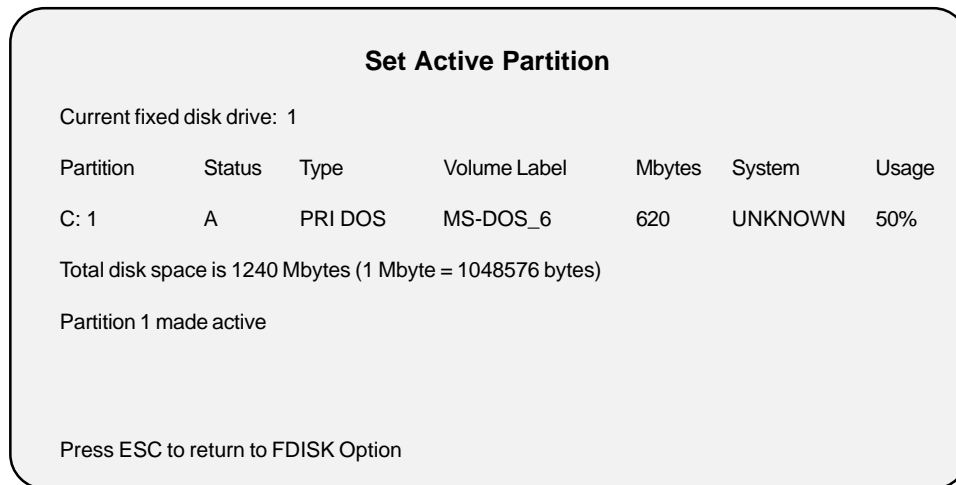 Set Active Partition
Current fixed disk drive: 1
Partition Status Type Volume Label Mbytes System Usage
C: 1 A PRI DOS MS-DOS_6 620 UNKNOWN 50%
Total disk space is 1240 Mbytes (1 Mbyte = 1048576 bytes)
Partition 1 made active
Press ESC to return to FDISK Option